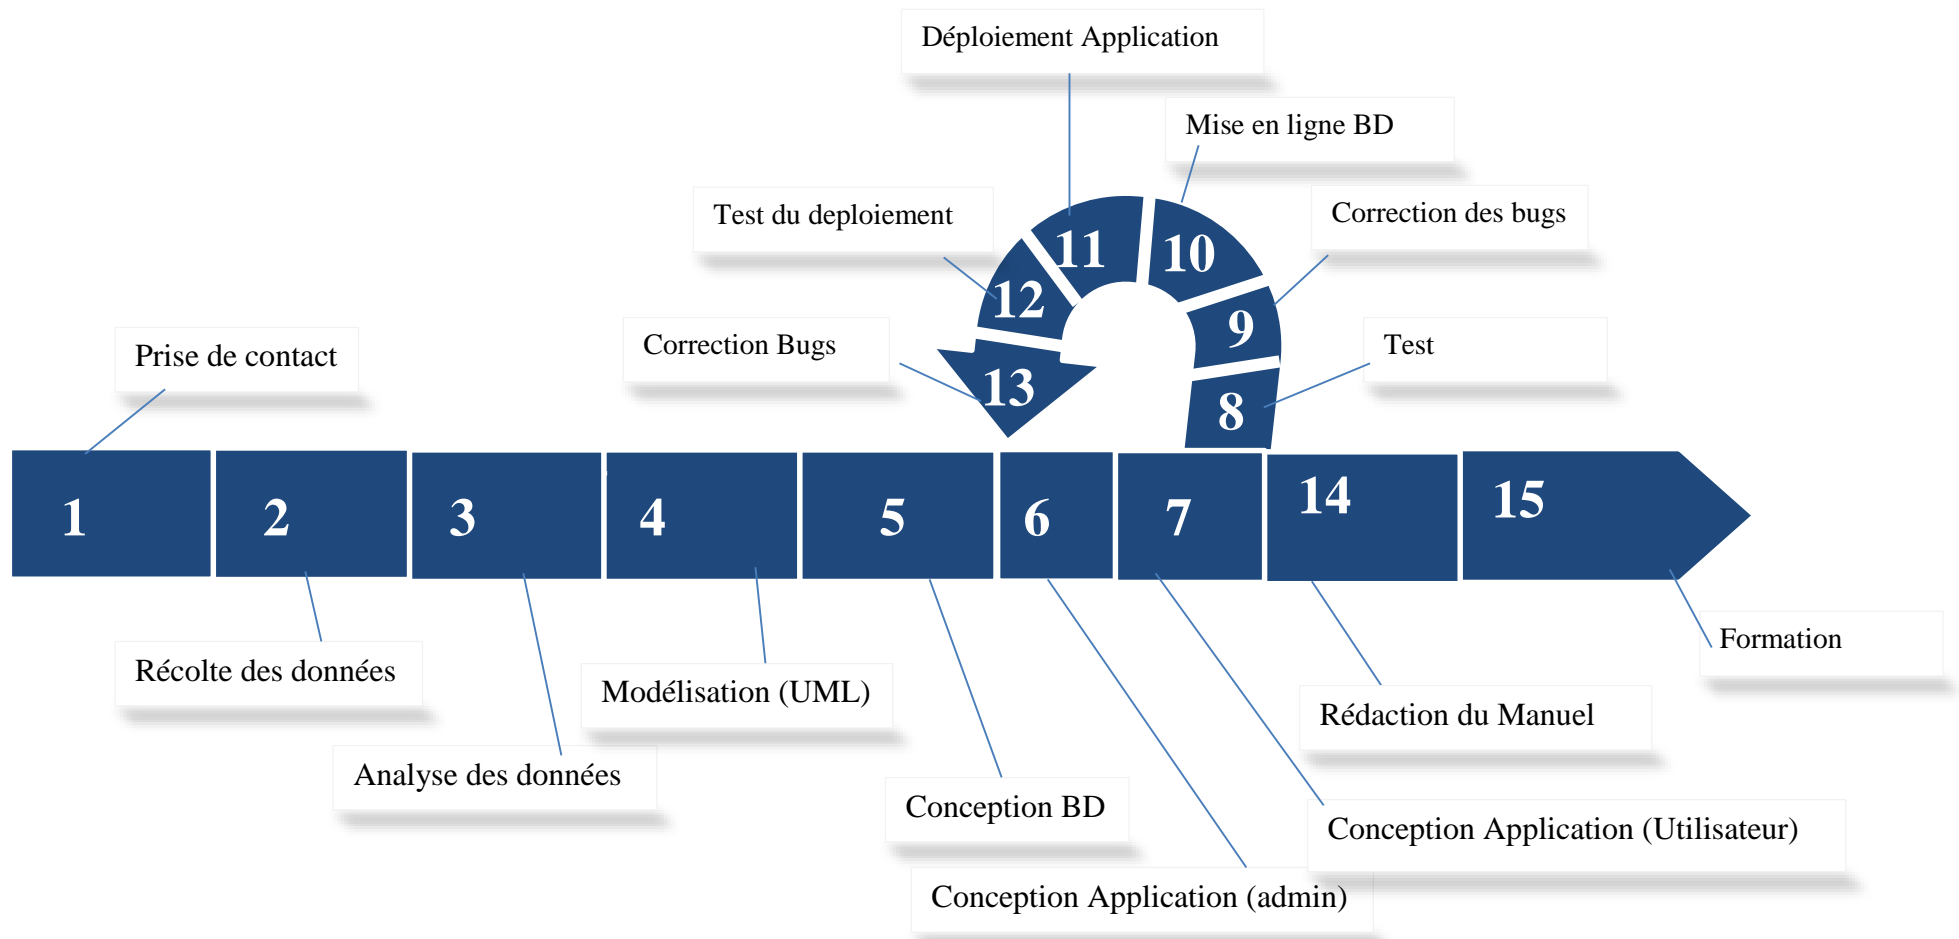 Déploiement Application
Mise en ligne BD
Test du deploiement
Correction des bugs
11
10
12
9
Correction Bugs
Test
13
8
Prise de contact
1
2
3
4
5
6
7
14
15
Récolte des données
Modélisation (UML)
Analyse des données
Formation
Rédaction du Manuel
Conception BD
Conception Application (Utilisateur)
Conception Application (admin)